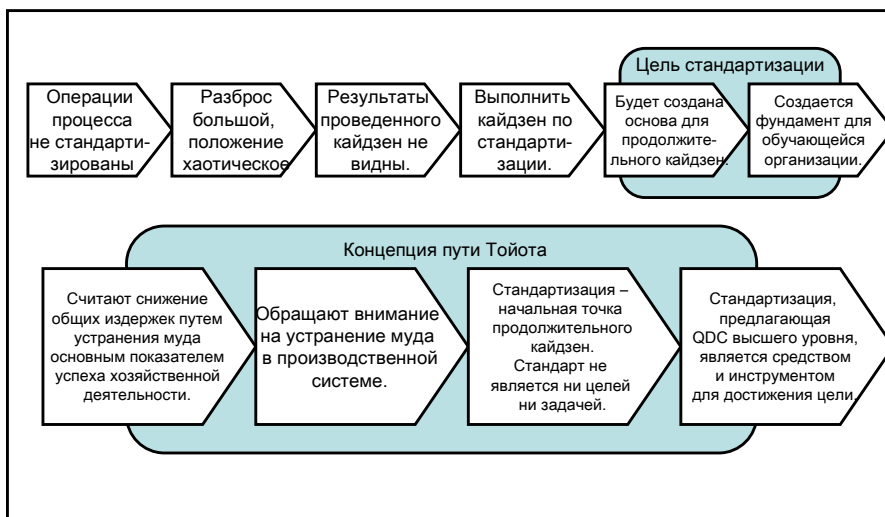 Цель стандартизации
Операции
процесса
не стандарти-
зированы
Разброс
большой,
положение
хаотическое
Результаты
проведенного
кайдзен не
видны.
Выполнить
кайдзен по
стандарти-
зации.
Будет создана
основа для
продолжите-
льного кайдзен.
Создается
фундамент для
обучающейся
организации.
Концепция пути Тойота
Считают снижение
общих издержек путем
устранения муда
основным показателем
успеха хозяйственной
деятельности.
Обращают внимание
на устранение муда
в производственной
системе.
Стандартизация –
начальная точка
продолжительного
кайдзен.
Стандарт не
является ни целей
ни задачей.
Стандартизация,
предлагающая
QDC высшего уровня,
является средством
и инструментом
для достижения цели.